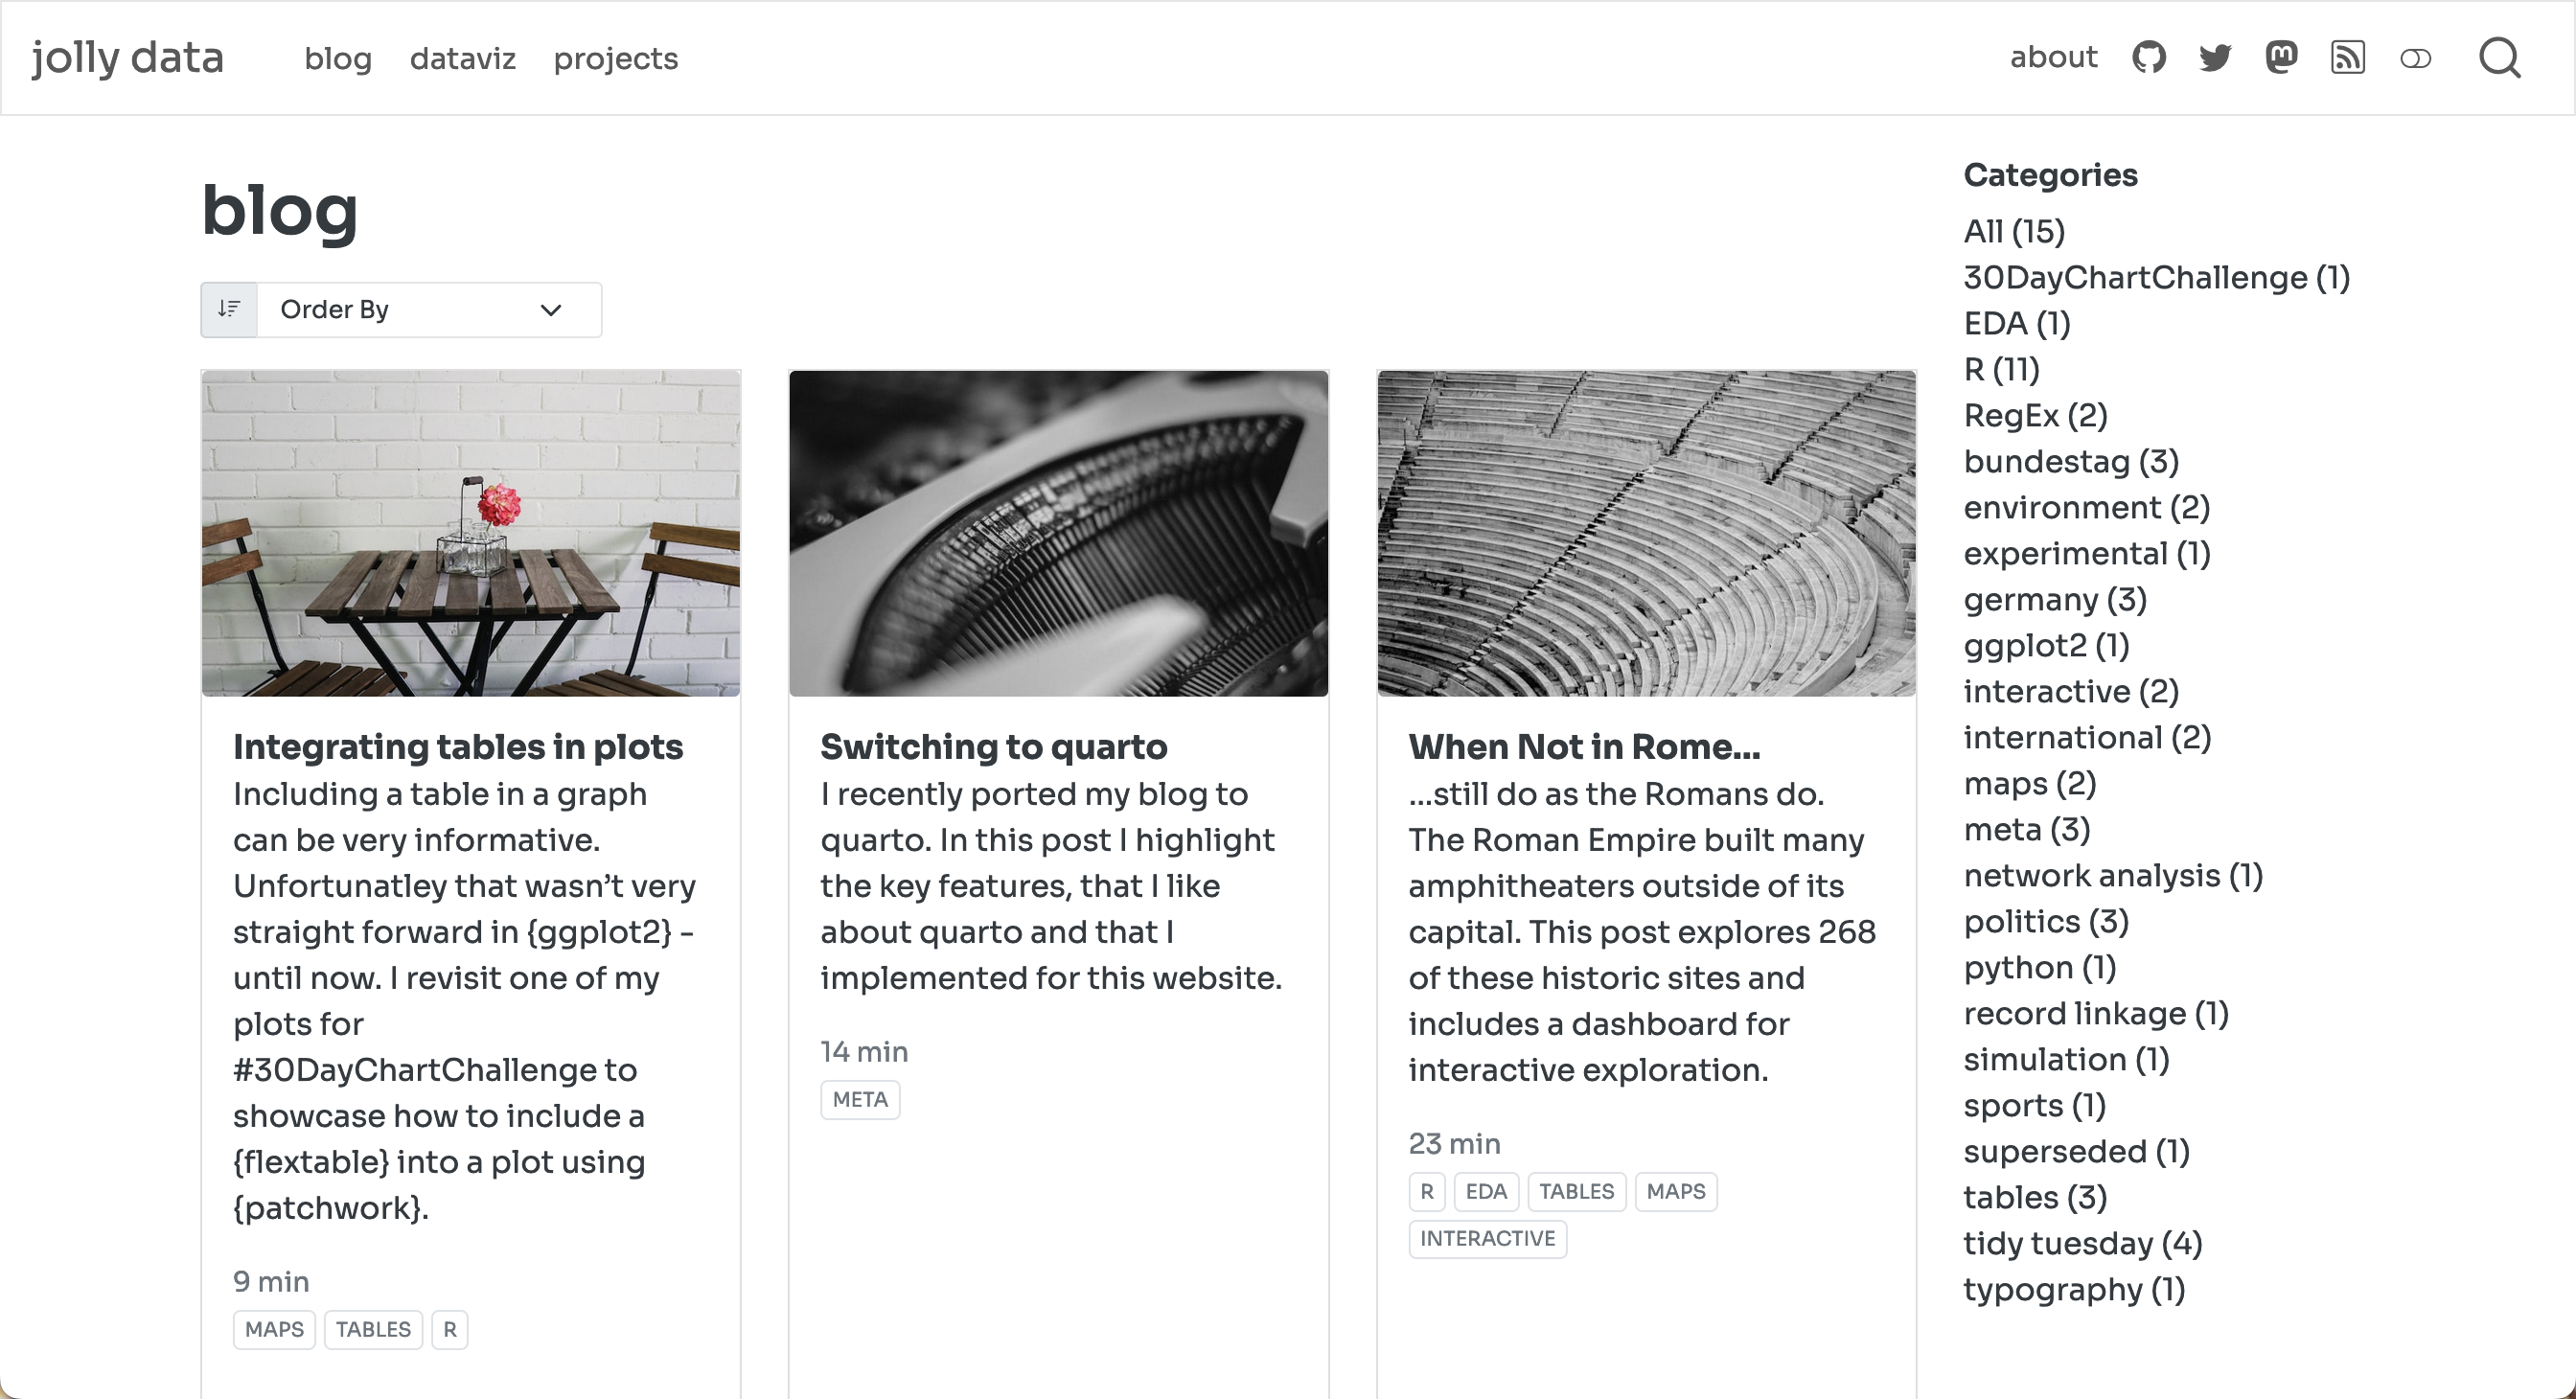 jolly data blog dataviz projects about
blog
Order By
Integrating tables in plots
Including a table in a graph
can be very informative.
Unfortunatley that wasn’t very
straight forward in {ggplot2} -
until now. I revisit one of my
plots for
#30DayChartChallenge to
showcase how to include a
{flextable} into a plot using
{patchwork}.
9 min
MAPS TABLES R
Switching to quarto
I recently ported my blog to
quarto. In this post I highlight
the key features, that I like
about quarto and that I
implemented for this website.
14 min
META
When Not in Rome...
...still do as the Romans do.
The Roman Empire built many
amphitheaters outside of its
capital. This post explores 268
of these historic sites and
includes a dashboard for
interactive exploration.
23 min
R EDA TABLES MAPS
INTERACTIVE
Categories
All (15)
30DayChartChallenge (1)
EDA (1)
R (11)
RegEx (2)
bundestag (3)
environment (2)
experimental (1)
germany (3)
ggplot2 (1)
interactive (2)
international (2)
maps (2)
meta (3)
network analysis (1)
politics (3)
python (1)
record linkage (1)
simulation (1)
sports (1)
superseded (1)
tables (3)
tidy tuesday (4)
typography (1)